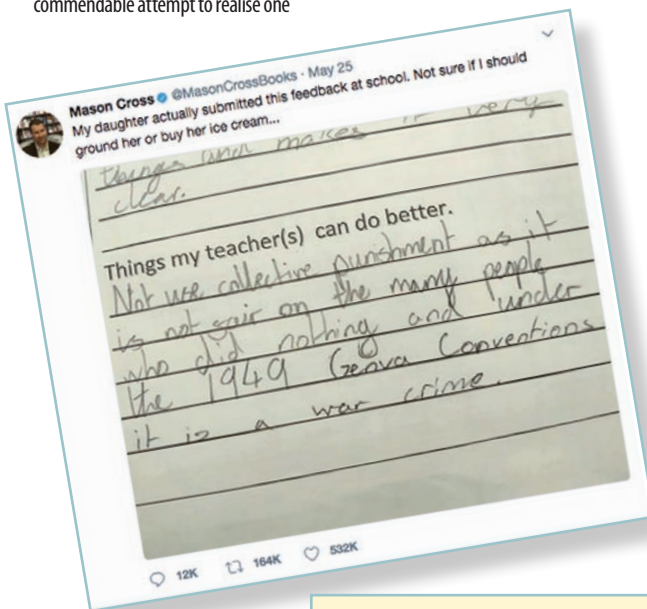 commendable attempt to realise one
Mason Cross @MasonCrossBooks · May 25
My daughter actually submitted this feedback at school. Not sure if I should
ground her or buy her ice cream...
things and makes it very
clear.
Things my teacher(s) can do better.
Not use collective punishment as it
is not fair on the many people
who did nothing and under
the 1949 Genva Conventions
it is a war crime.
12K 164K 532K